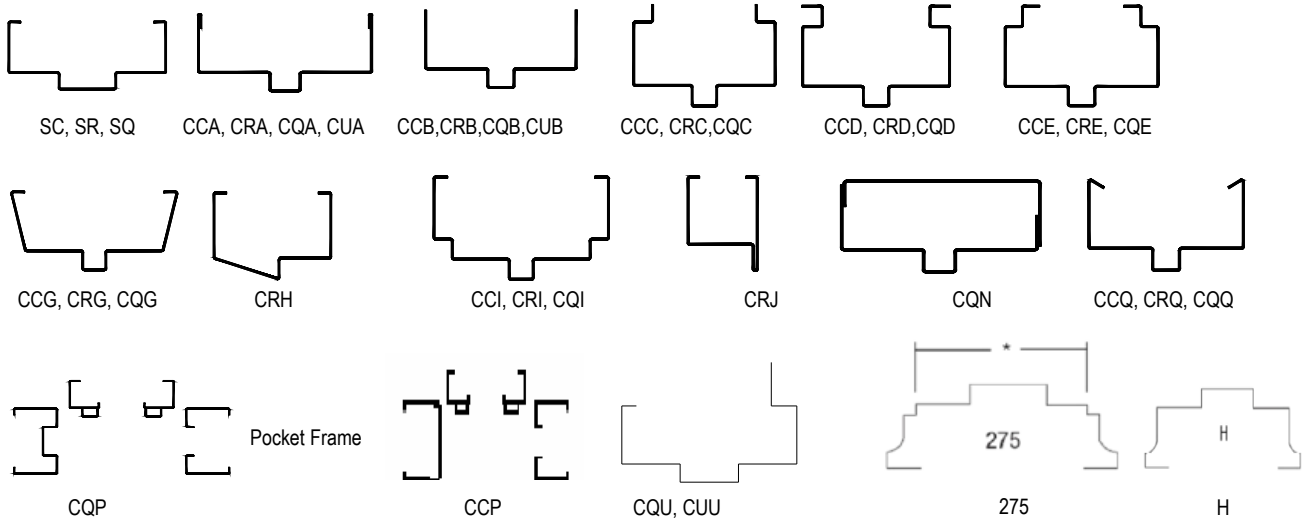 SC, SR, SQ
CCA, CRA, CQA, CUA
CCB,CRB,CQB,CUB
CCC, CRC,CQC
CCD, CRD,CQD
CCE, CRE, CQE
CCG, CRG, CQG
CRH
CCI, CRI, CQI
CRJ
CQN
CCQ, CRQ, CQQ
*
275
H
Pocket Frame
CQP
CCP
CQU, CUU
275
H